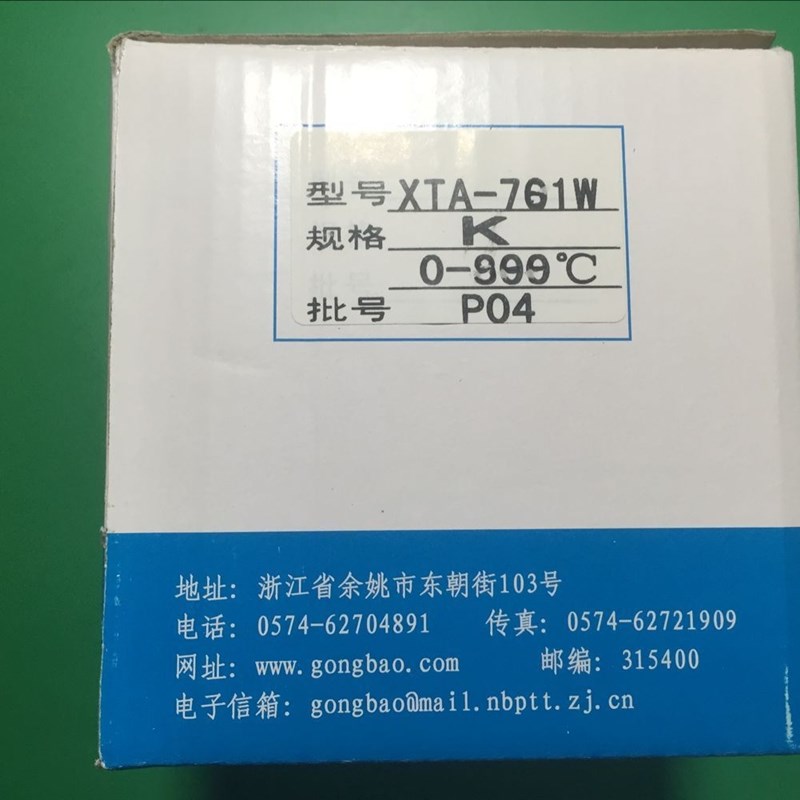 型号 XTA-761W
规格 K
0-999℃
批号 P04
地址: 浙江省余姚市东朝街103号
电话: 0574-62704891 传真: 0574-62721909
网址: www.gongbao.com 邮编: 315400
电子信箱: gongbao@mail.nbptt.zj.cn